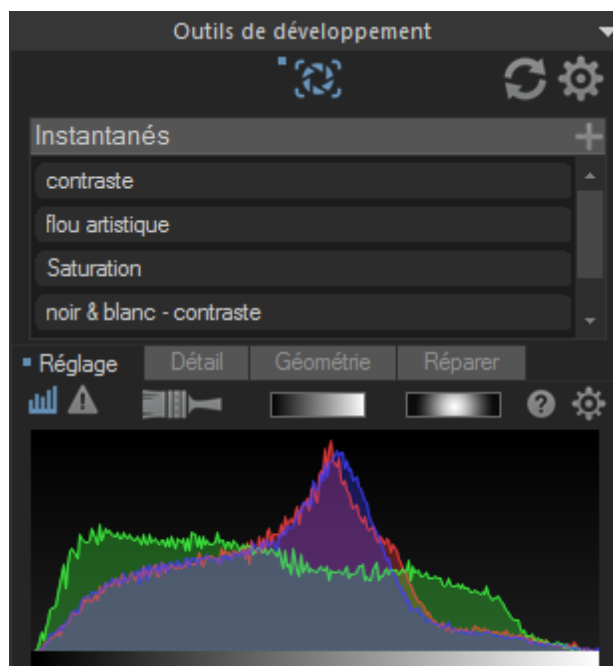 Outils de développement
Instantanés
contraste
flou artistique
Saturation
noir & blanc - contraste
Réglage Détail Géométrie Réparer
?